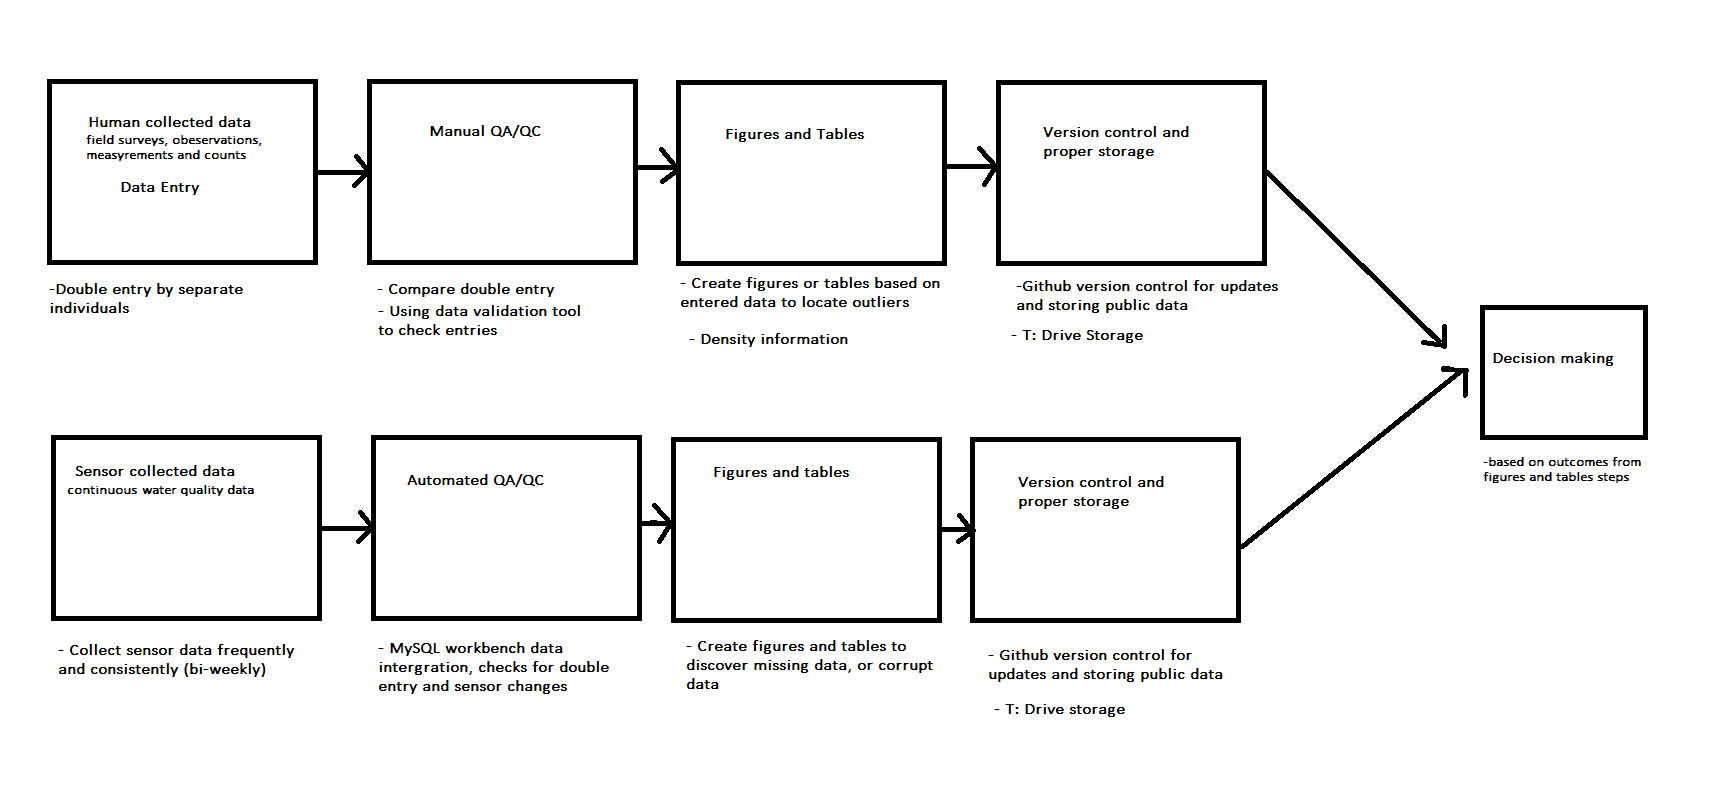 Human collected data
field surveys, obeservations,
measyrements and counts
Data Entry
-Double entry by separate
individuals
Manual QA/QC
- Compare double entry
- Using data validation tool
to check entries
Figures and Tables
- Create figures or tables based on
entered data to locate outliers
- Density information
Version control and
proper storage
-Github version control for updates
and storing public data
- T: Drive Storage
Decision making
-based on outcomes from
figures and tables steps
Sensor collected data
continuous water quality data
- Collect sensor data frequently
and consistently (bi-weekly)
Automated QA/QC
- MySQL workbench data
intergration, checks for double
entry and sensor changes
Figures and tables
- Create figures and tables to
discover missing data, or corrupt
data
Version control and
proper storage
- Github version control for
updates and storing public data
- T: Drive storage